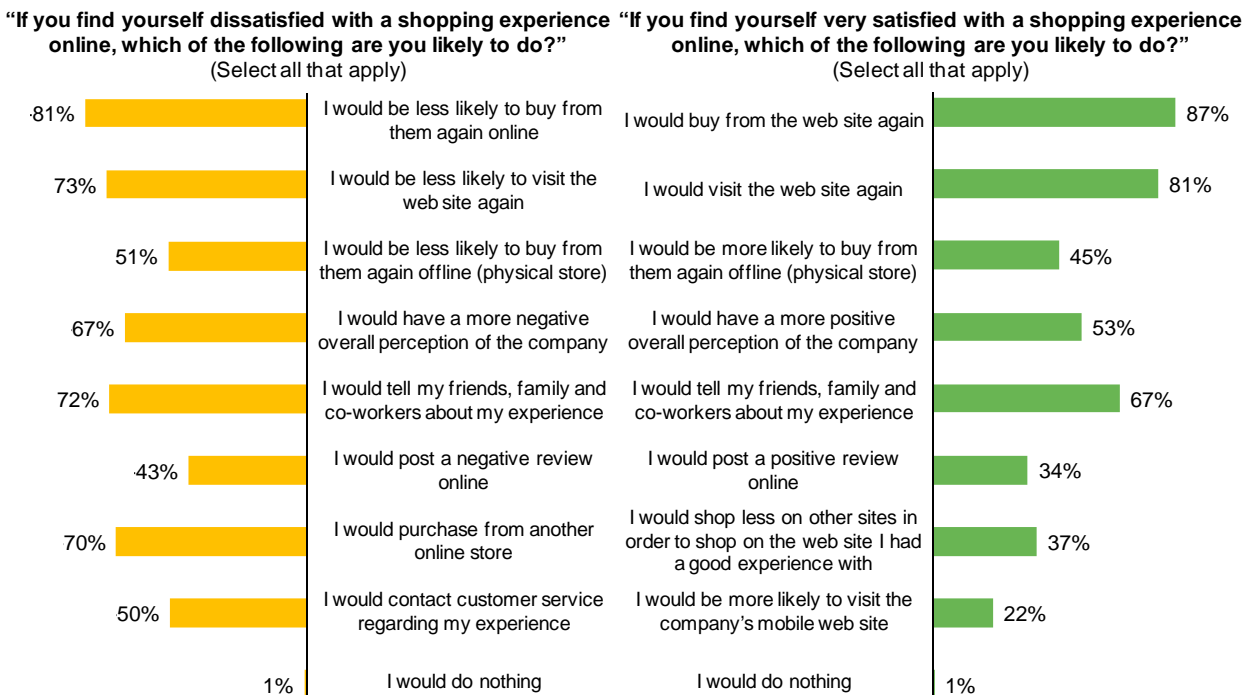 “If you find yourself dissatisfied with a shopping experience
online, which of the following are you likely to do?”
(Select all that apply)
-81%
I would be less likely to buy from
them again online
73%
I would be less likely to visit the
web site again
51%
I would be less likely to buy from
them again offline (physical store)
-67%
I would have a more negative
overall perception of the company
72%
I would tell my friends, family and
co-workers about my experience
-43%
I would post a negative review
online
-70%
I would purchase from another
online store
-50%
I would contact customer service
regarding my experience
1%
I would do nothing
“If you find yourself very satisfied with a shopping experience
online, which of the following are you likely to do?”
(Select all that apply)
I would buy from the web site again
87%
I would visit the web site again
81%
I would be more likely to buy from
them again offline (physical store)
45%
I would have a more positive
overall perception of the company
53%
I would tell my friends, family and
co-workers about my experience
67%
I would post a positive review
online
34%
I would shop less on other sites in
order to shop on the web site I had
a good experience with
37%
I would be more likely to visit the
company’s mobile web site
22%
I would do nothing
1%